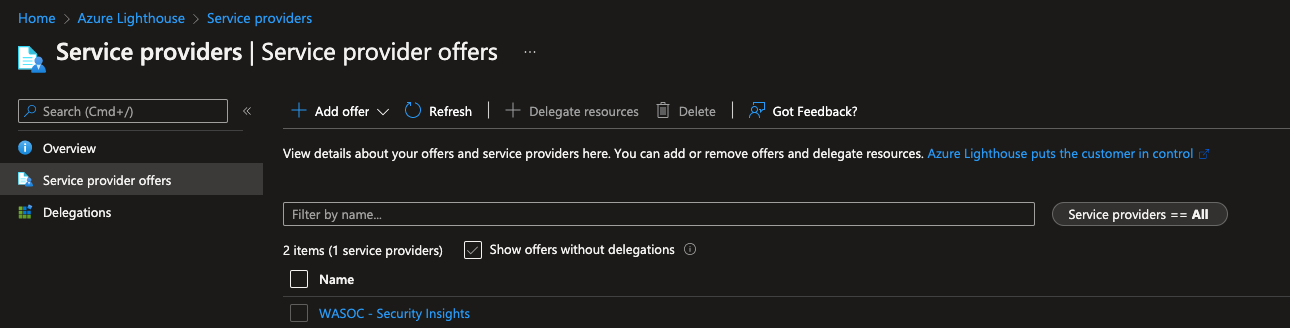 Home > Azure Lighthouse > Service providers
Service providers | Service provider offers ...
Search (Cmd+/) «
Add offer Refresh Delegate resources Delete Got Feedback?
Overview
View details about your offers and service providers here. You can add or remove offers and delegate resources. Azure Lighthouse puts the customer in control
Service provider offers
Delegations
Filter by name... Service providers == All
2 items (1 service providers) Show offers without delegations
Name
WASOC - Security Insights